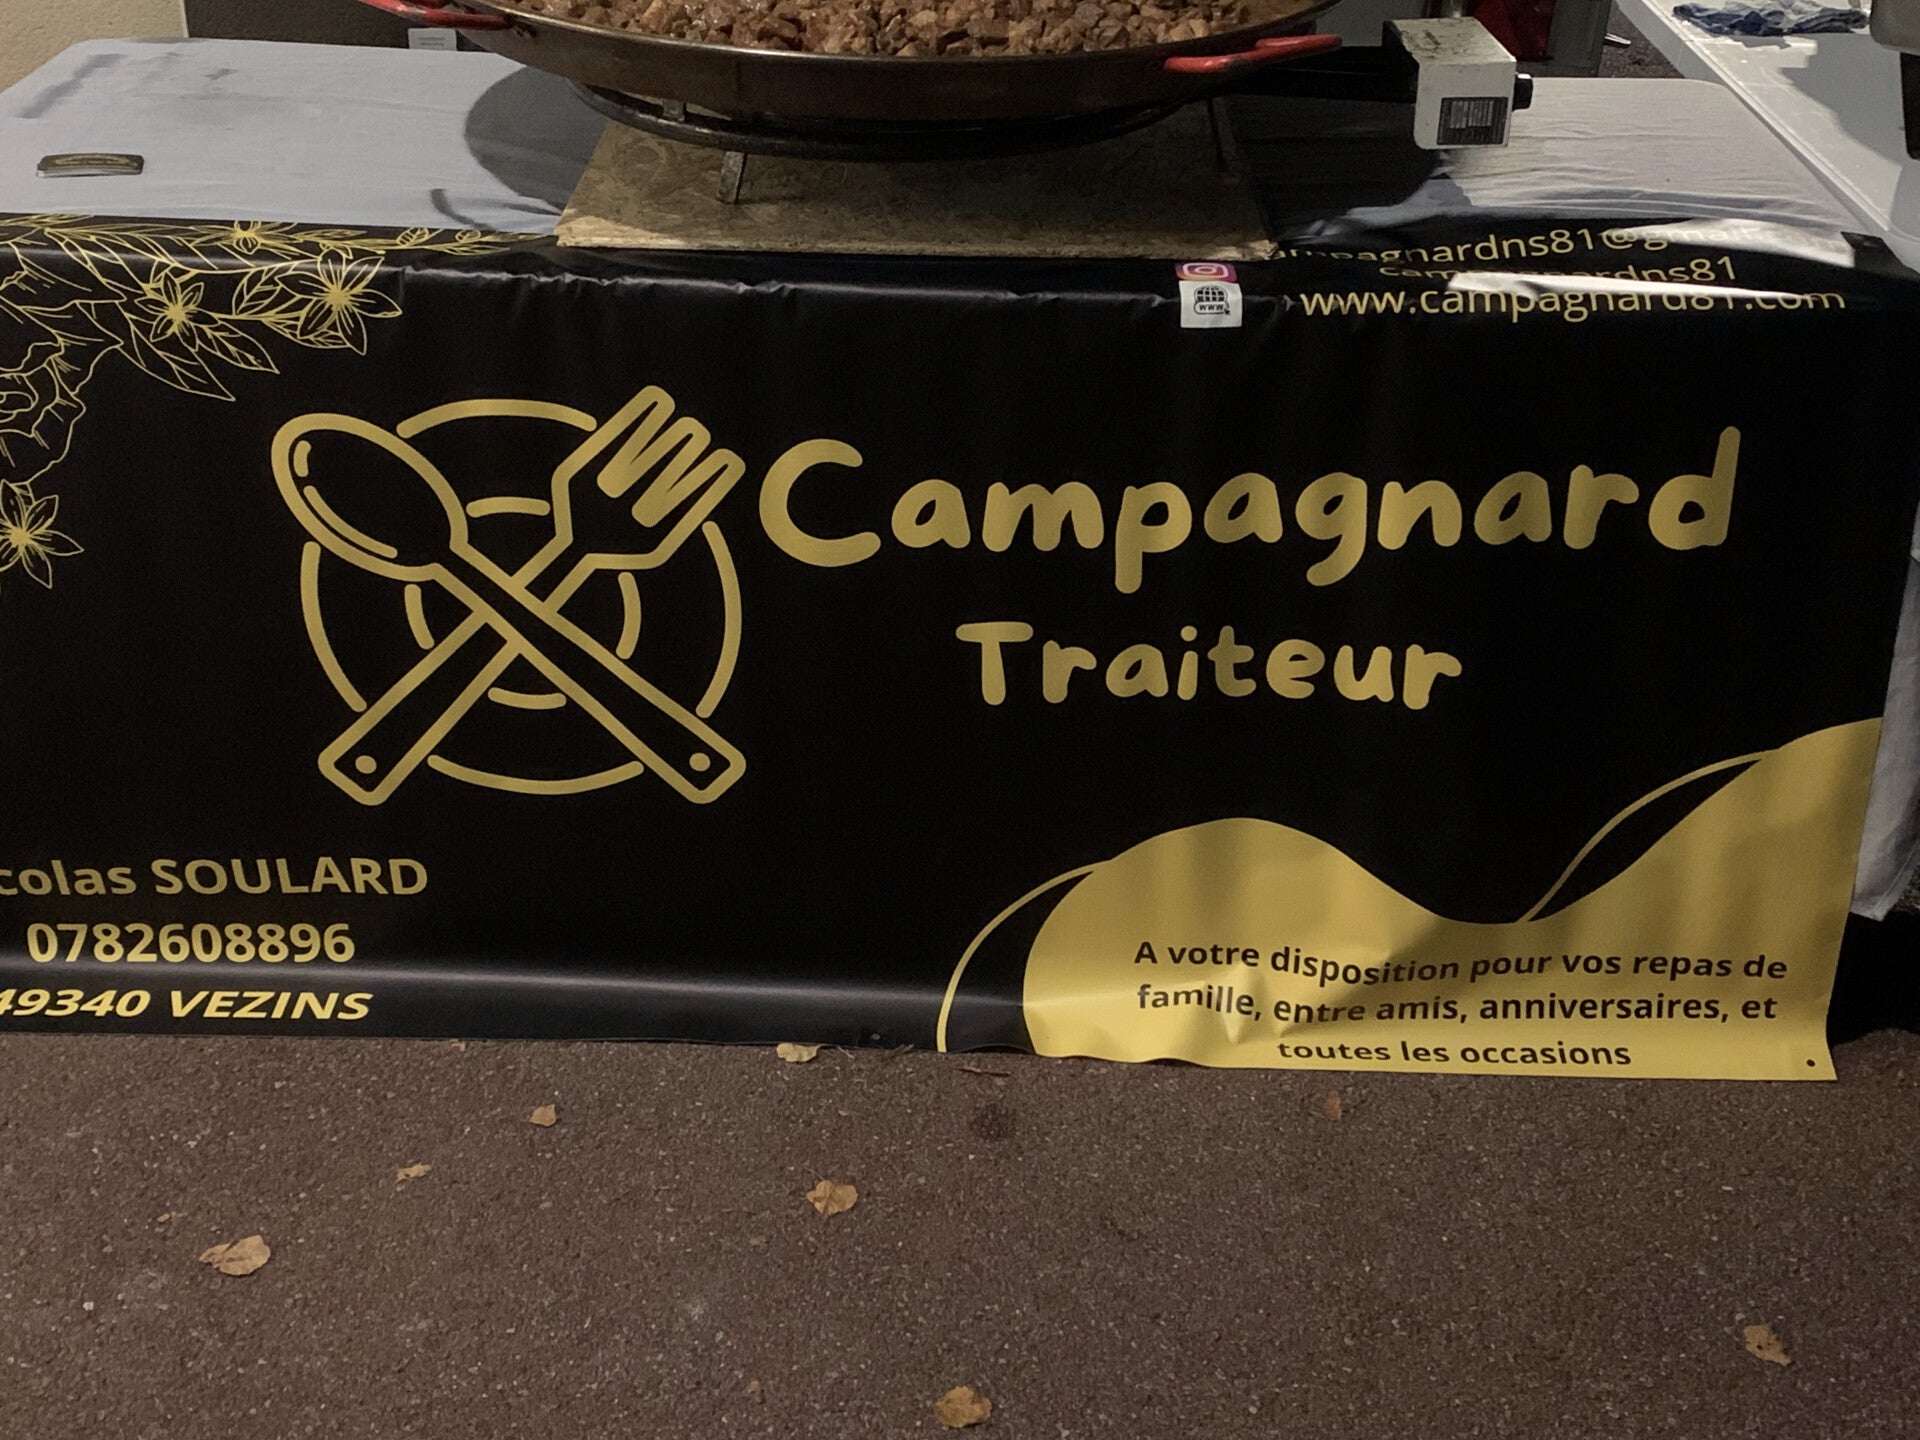 campagnardns81@gmail
campagnardns81
www.campagnard81.com
www
Campagnard
Traiteur
colas SOULARD
0782608896
49340 VEZINS
A votre disposition pour vos repas de
famille, entre amis, anniversaires, et
toutes les occasions